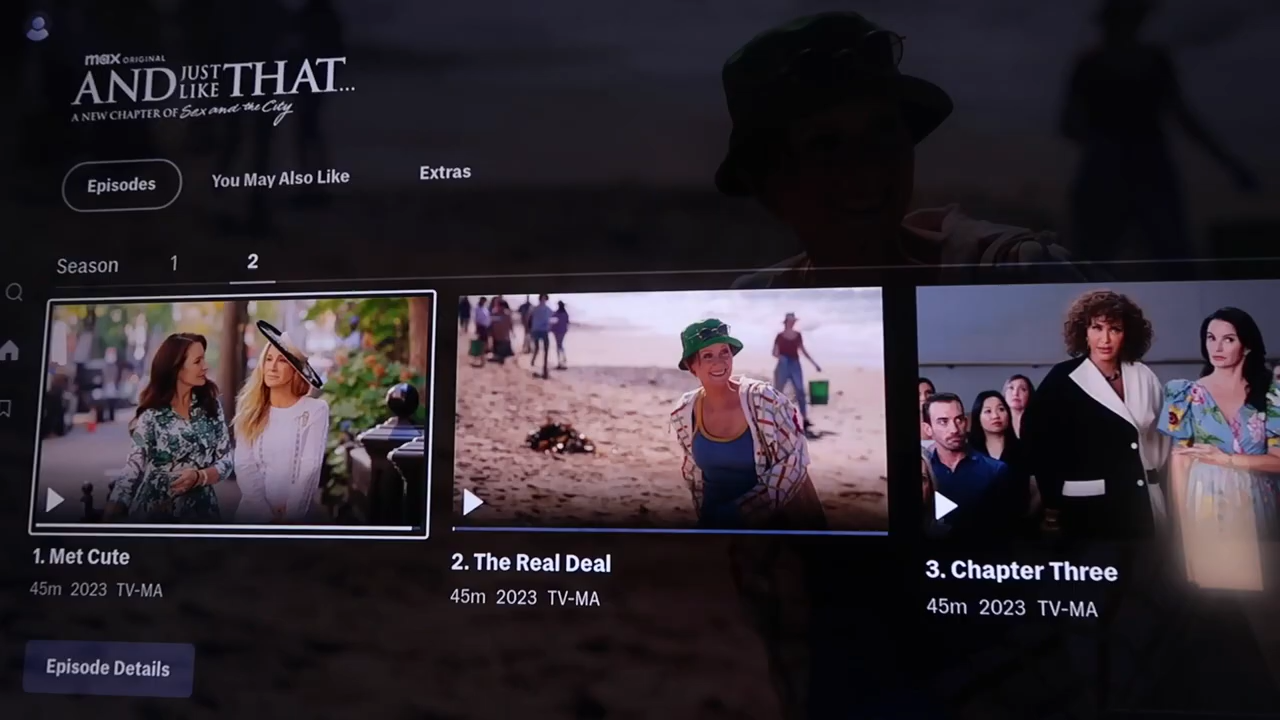 max ORIGINAL
AND JUST LIKE THAT...
A NEW CHAPTER OF Sex and the City
Episodes You May Also Like Extras
Season 1 2
1. Met Cute
45m 2023 TV-MA
2. The Real Deal
45m 2023 TV-MA
3. Chapter Three
45m 2023 TV-MA
Episode Details